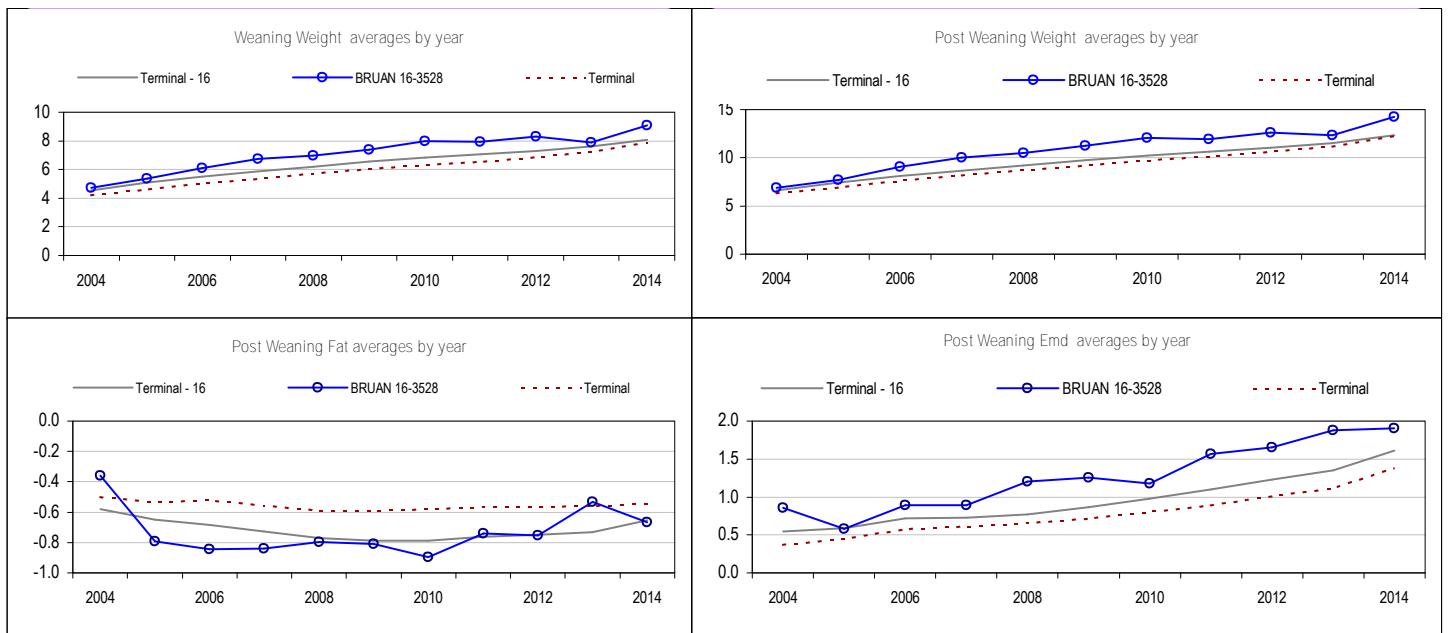 Weaning Weight averages by year
Terminal - 16 BRUAN 16-3528 Terminal
10
8
6
4
2
0
2004 2006 2008 2010 2012 2014
Post Weaning Weight averages by year
Terminal - 16 BRUAN 16-3528 Terminal
15
10
5
0
2004 2006 2008 2010 2012 2014
Post Weaning Fat averages by year
Terminal - 16 BRUAN 16-3528 Terminal
0.0
-0.2
-0.4
-0.6
-0.8
-1.0
2004 2006 2008 2010 2012 2014
Post Weaning Emd averages by year
Terminal - 16 BRUAN 16-3528 Terminal
2.0
1.5
1.0
0.5
0.0
2004 2006 2008 2010 2012 2014